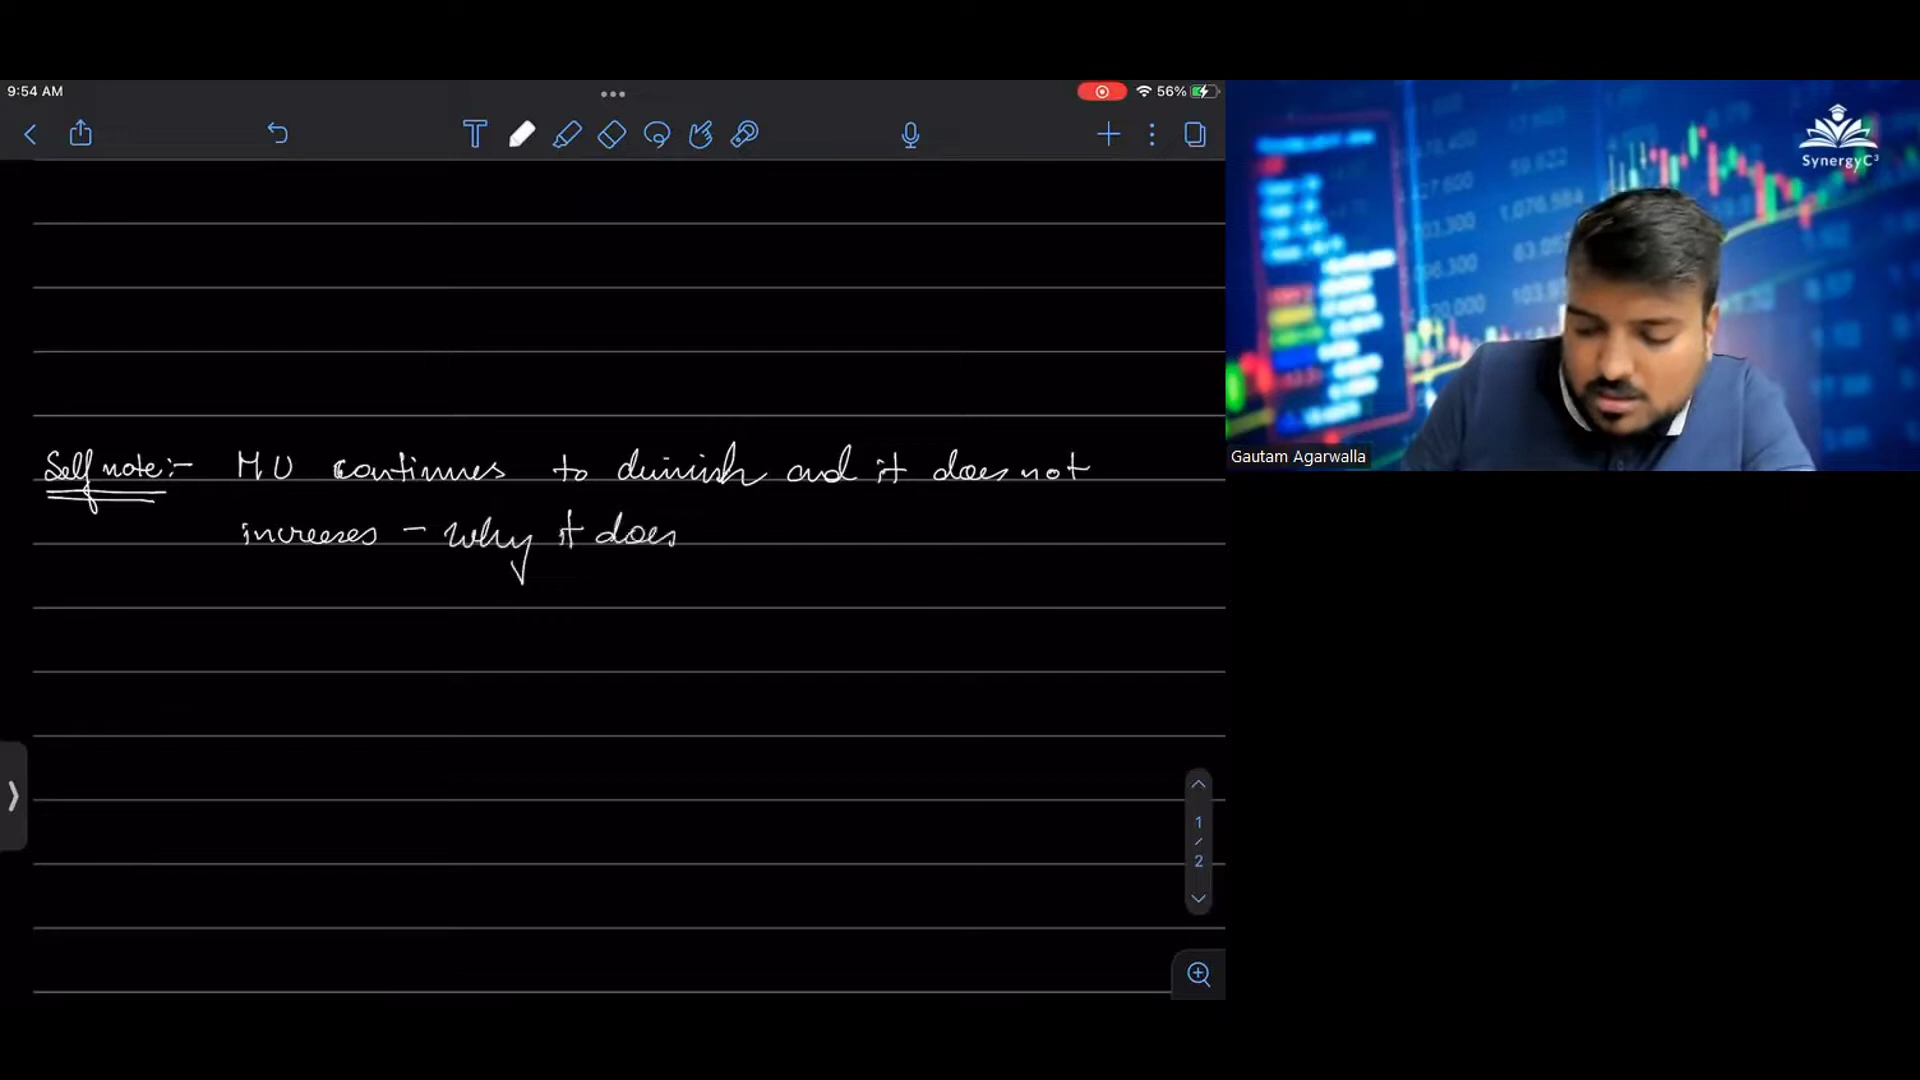 9:54 AM
56%
SynergyC³
Gautam Agarwalla
Self note:- MU continues to diminish and it does not
increases - why it does
1
/
2